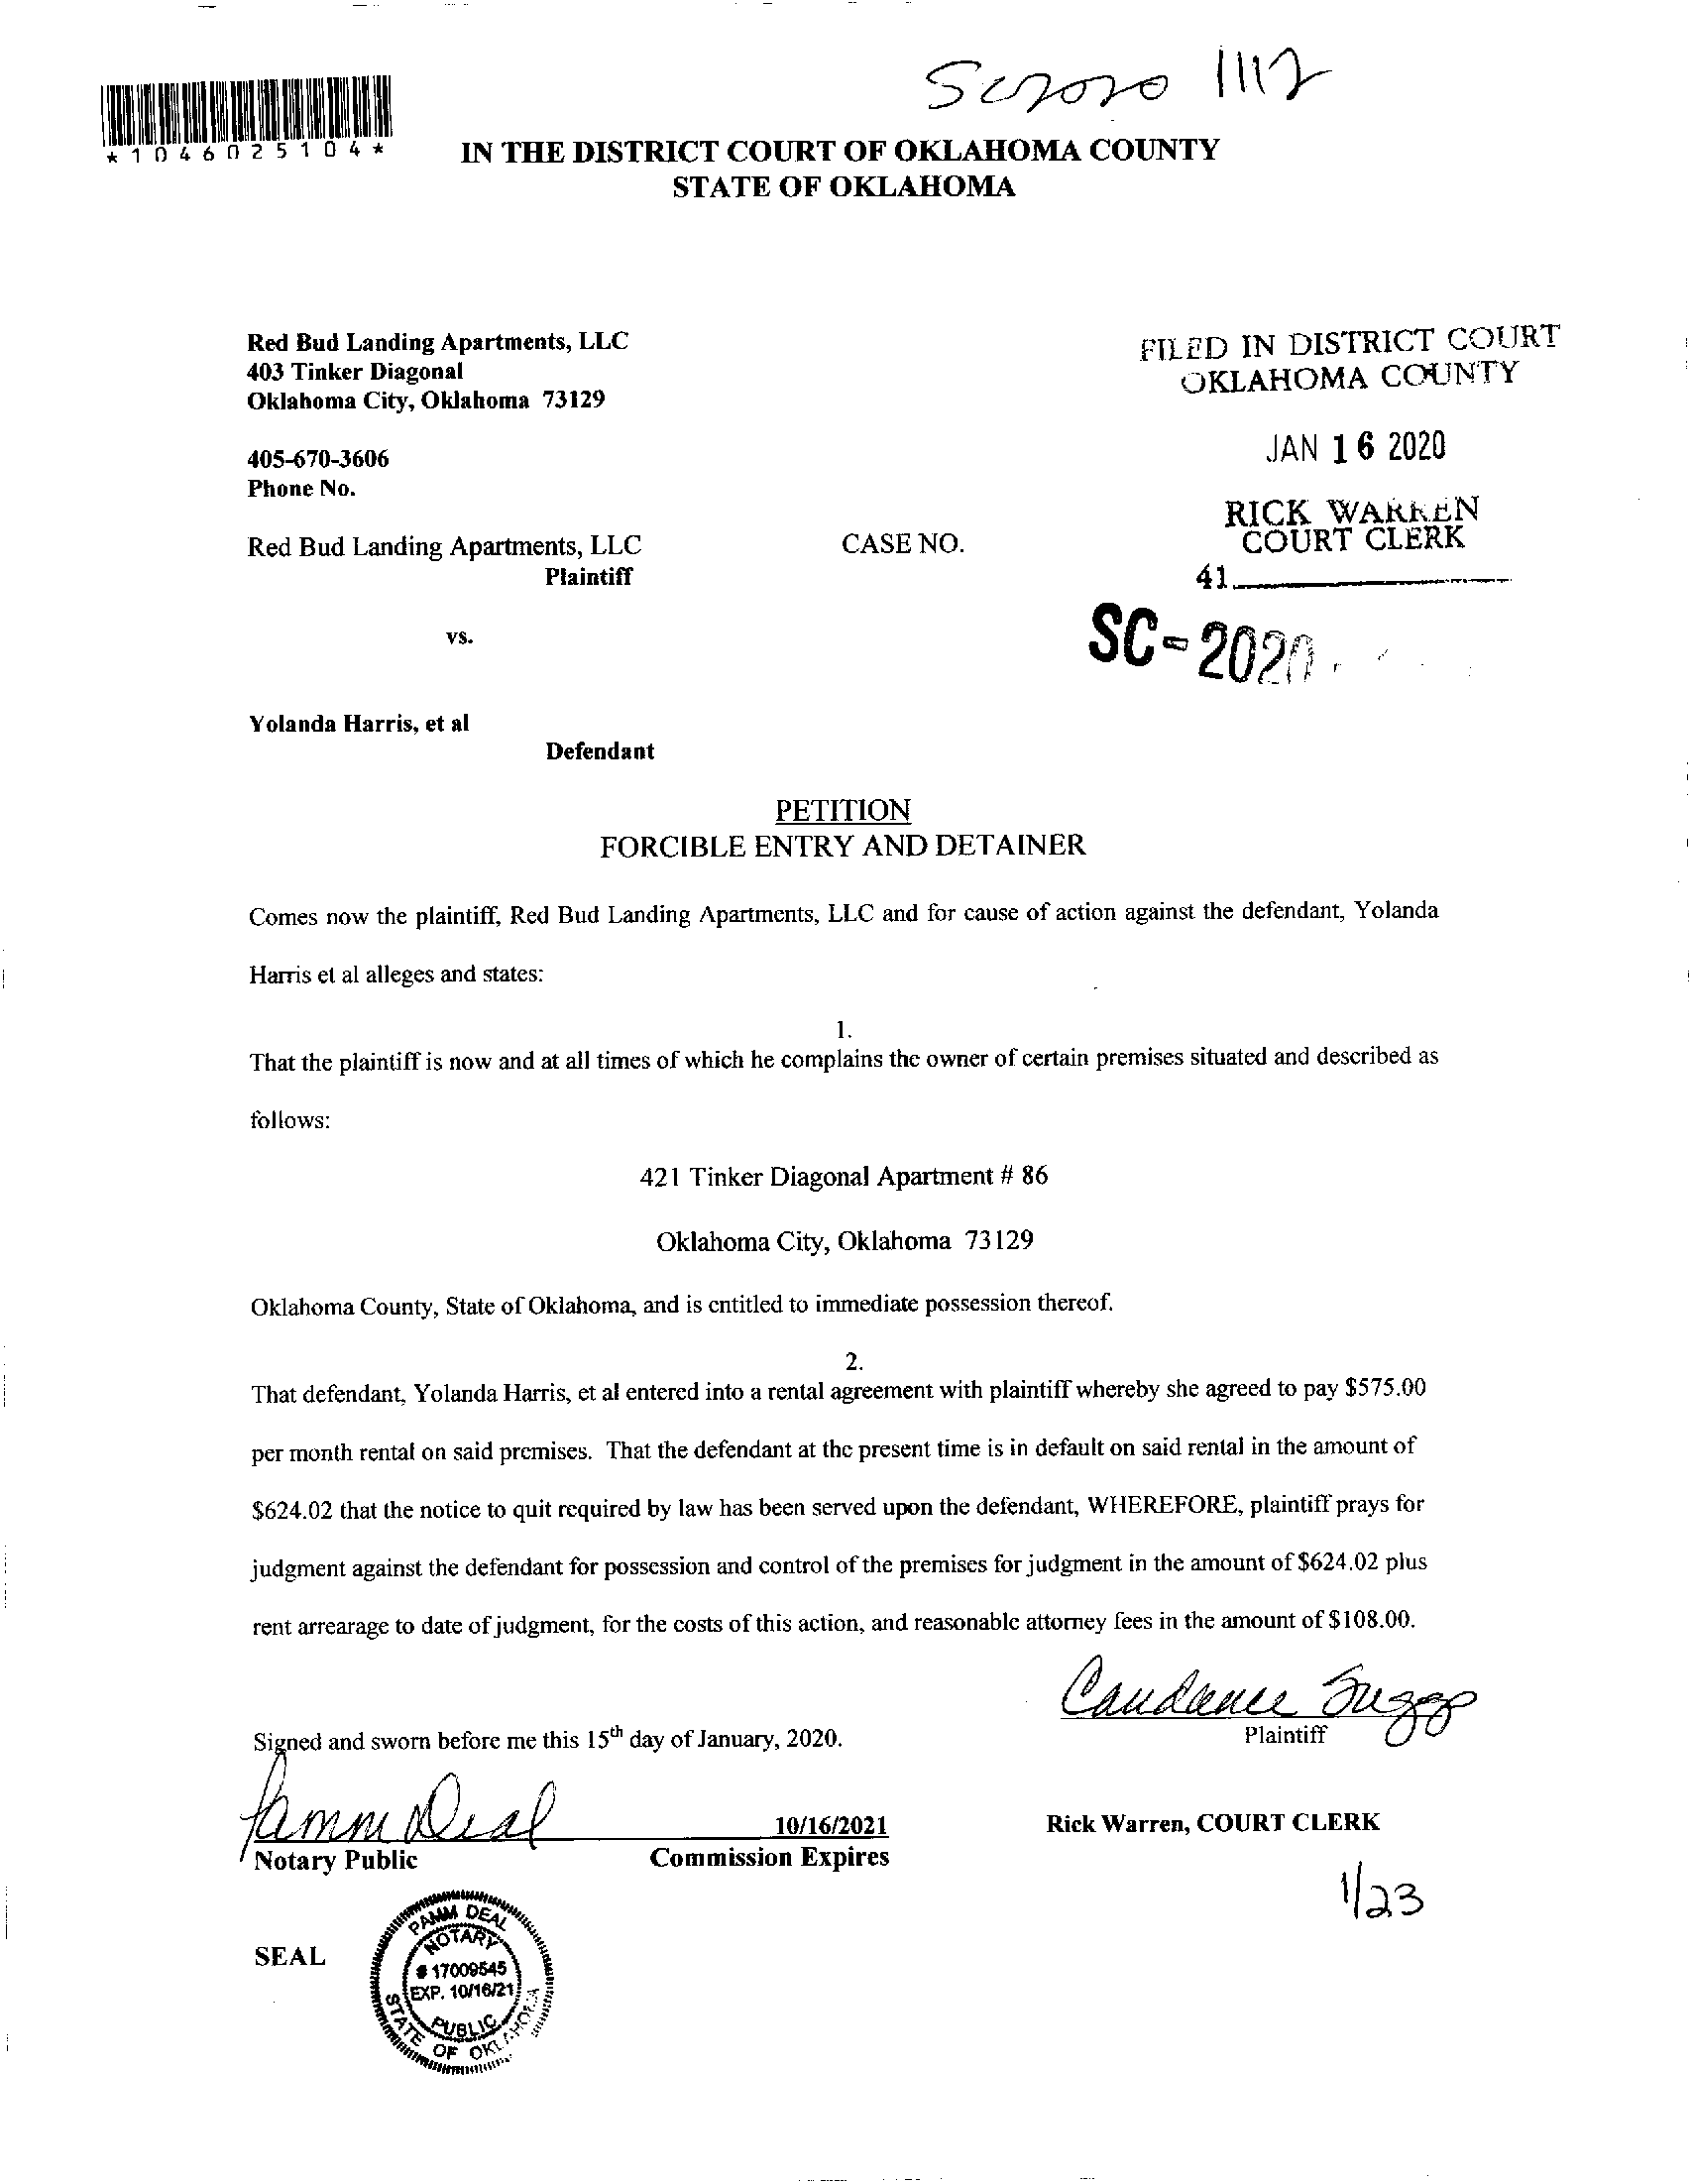 SC2020 1112
*1046025104*
IN THE DISTRICT COURT OF OKLAHOMA COUNTY
STATE OF OKLAHOMA
Red Bud Landing Apartments, LLC
403 Tinker Diagonal
Oklahoma City, Oklahoma 73129
405-670-3606
Phone No.
FILED IN DISTRICT COURT
OKLAHOMA COUNTY
JAN 16 2020
RICK WARREN
COURT CLERK
41
Red Bud Landing Apartments, LLC
Plaintiff
CASE NO.
SC-2020
vs.
Yolanda Harris, et al
Defendant
PETITION
FORCIBLE ENTRY AND DETAINER
Comes now the plaintiff, Red Bud Landing Apartments, LLC and for cause of action against the defendant, Yolanda
Harris et al alleges and states:
1.
That the plaintiff is now and at all times of which he complains the owner of certain premises situated and described as
follows:
421 Tinker Diagonal Apartment # 86
Oklahoma City, Oklahoma 73129
Oklahoma County, State of Oklahoma, and is entitled to immediate possession thereof.
2.
That defendant, Yolanda Harris, et al entered into a rental agreement with plaintiff whereby she agreed to pay $575.00
per month rental on said premises. That the defendant at the present time is in default on said rental in the amount of
$624.02 that the notice to quit required by law has been served upon the defendant, WHEREFORE, plaintiff prays for
judgment against the defendant for possession and control of the premises for judgment in the amount of $624.02 plus
rent arrearage to date of judgment, for the costs of this action, and reasonable attorney fees in the amount of $108.00.
Candance Suggs
Plaintiff
Signed and sworn before me this 15th day of January, 2020.
Pamm Deal
Notary Public
10/16/2021
Commission Expires
Rick Warren, COURT CLERK
1/23
SEAL
PAMM DEAL
NOTARY
# 17009545
EXP. 10/16/21
PUBLIC
STATE OF OKLAHOMA